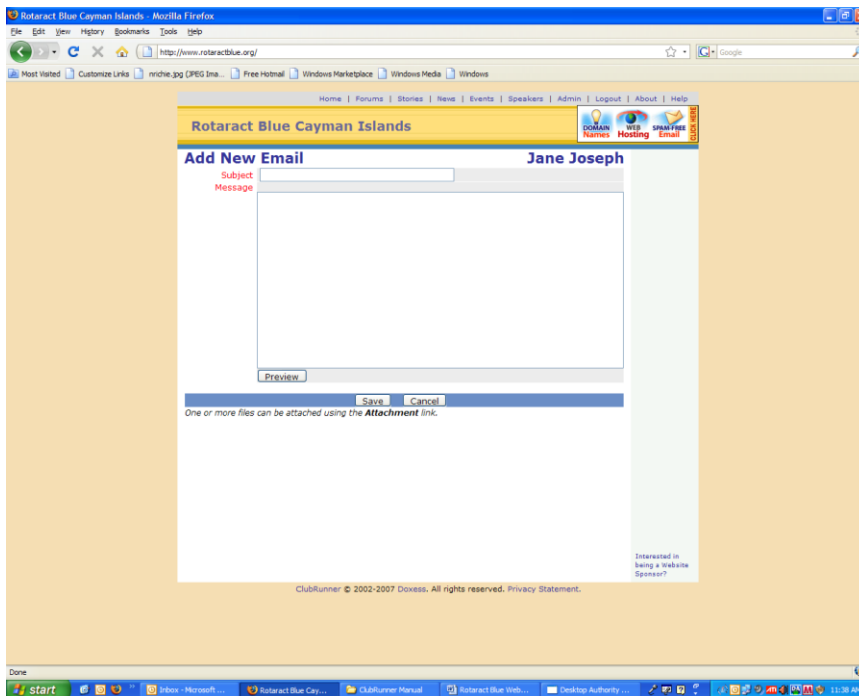 Rotaract Blue Cayman Islands - Mozilla Firefox
File Edit View History Bookmarks Tools Help
http://www.rotaractblue.org/
Google
Most Visited Customize Links nrichie.jpg (JPEG Ima... Free Hotmail Windows Marketplace Windows Media Windows
Home | Forums | Stories | News | Events | Speakers | Admin | Logout | About | Help
Rotaract Blue Cayman Islands
DOMAIN Names WEB Hosting SPAM-FREE Email CLICK HERE
Add New Email Jane Joseph
Subject
Message
Preview
Save Cancel
One or more files can be attached using the Attachment link.
Interested in
being a Website
Sponsor?
ClubRunner © 2002-2007 Doxess. All rights reserved. Privacy Statement.
Done
start Inbox - Microsoft ... Rotaract Blue Cay... ClubRunner Manual Rotaract Blue Web... Desktop Authority ... 11:38 AM